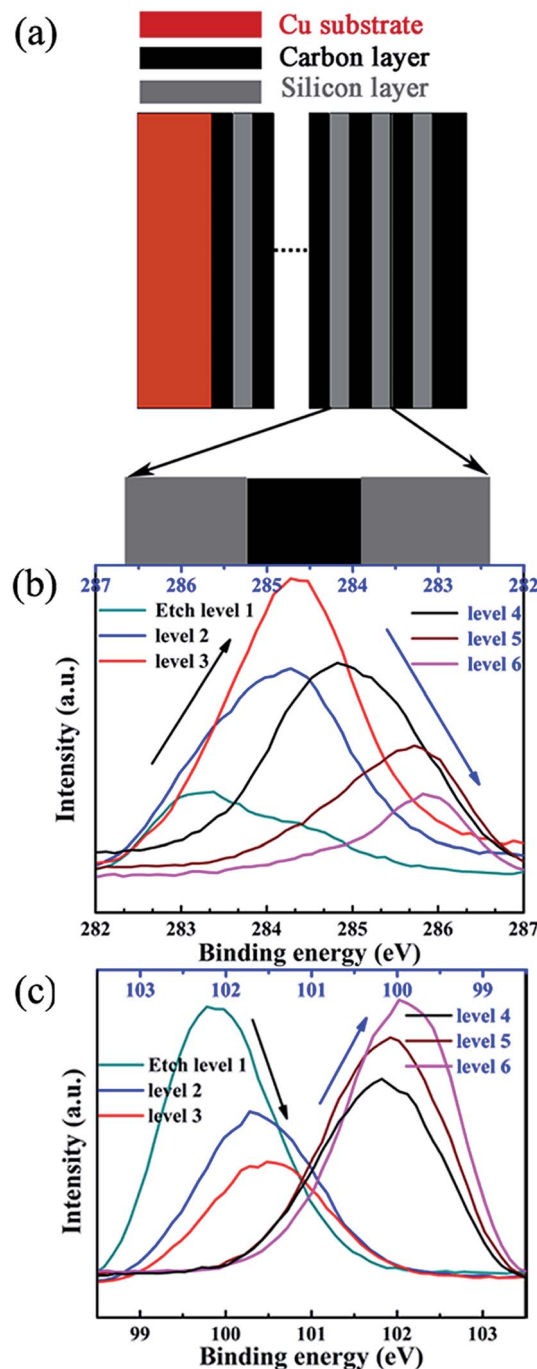 (a)
Cu substrate
Carbon layer
Silicon layer
(b)
287 286 285 284 283 282
Etch level 1
level 2
level 3
level 4
level 5
level 6
Intensity (a.u.)
282 283 284 285 286 287
Binding energy (eV)
(c)
103 102 101 100 99
Etch level 1
level 2
level 3
level 4
level 5
level 6
Intensity (a.u.)
99 100 101 102 103
Binding energy (eV)